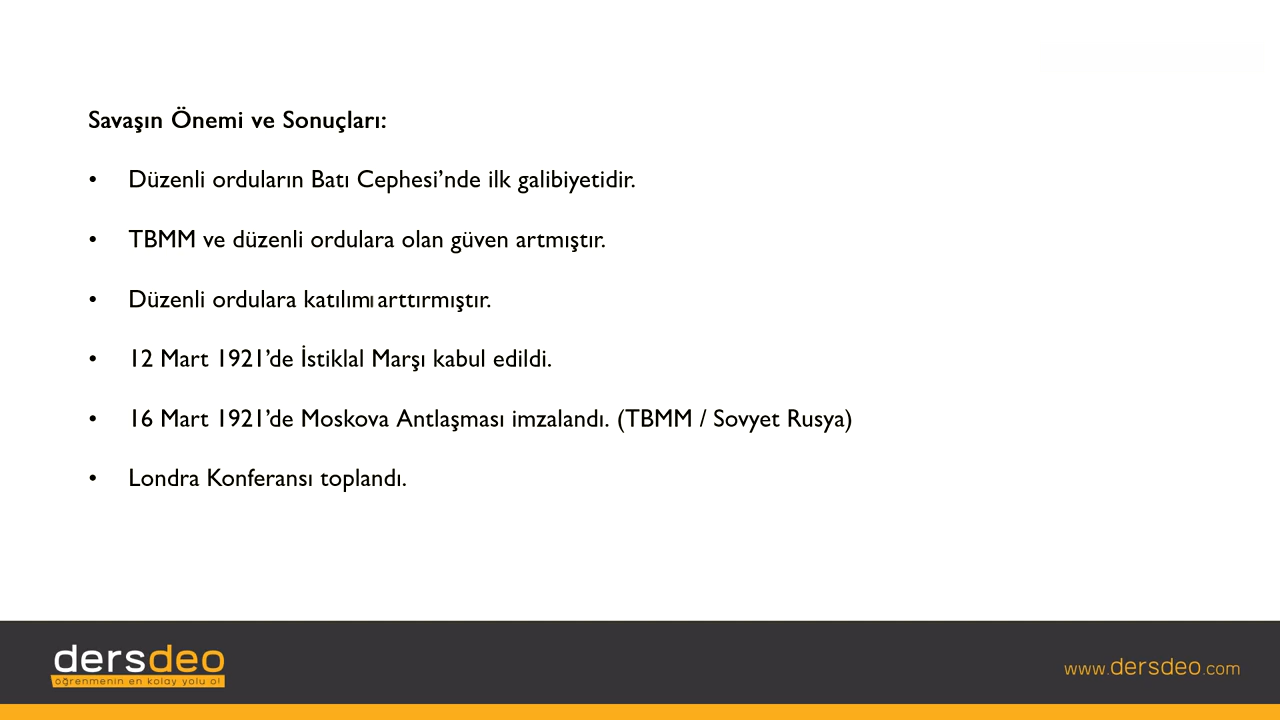 Savaşın Önemi ve Sonuçları:
• Düzenli orduların Batı Cephesi’nde ilk galibiyetidir.
• TBMM ve düzenli ordulara olan güven artmıştır.
• Düzenli ordulara katılımı arttırmıştır.
• 12 Mart 1921’de İstiklal Marşı kabul edildi.
• 16 Mart 1921’de Moskova Antlaşması imzalandı. (TBMM / Sovyet Rusya)
• Londra Konferansı toplandı.
dersdeo
öğrenmenin en kolay yolu o!
www.dersdeo.com